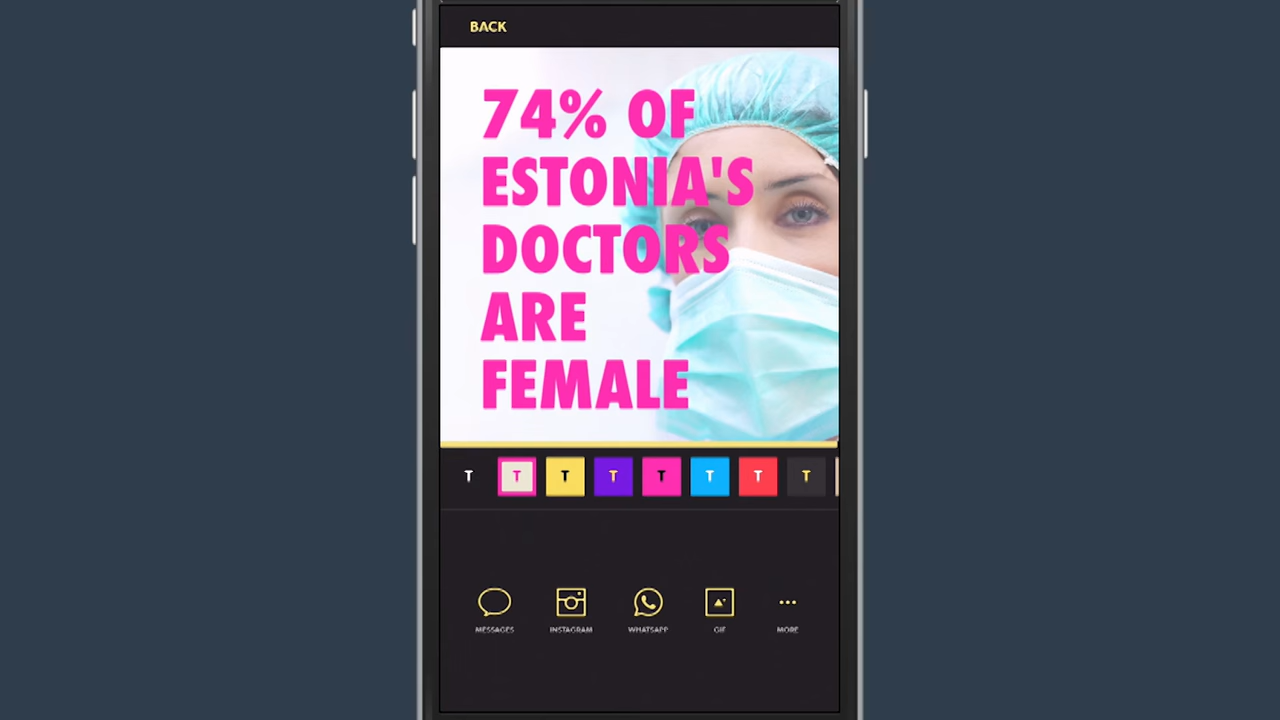 BACK
74% OF
ESTONIA'S
DOCTORS
ARE
FEMALE
T T T T T T T T
MESSAGES INSTAGRAM WHATSAPP GIF MORE